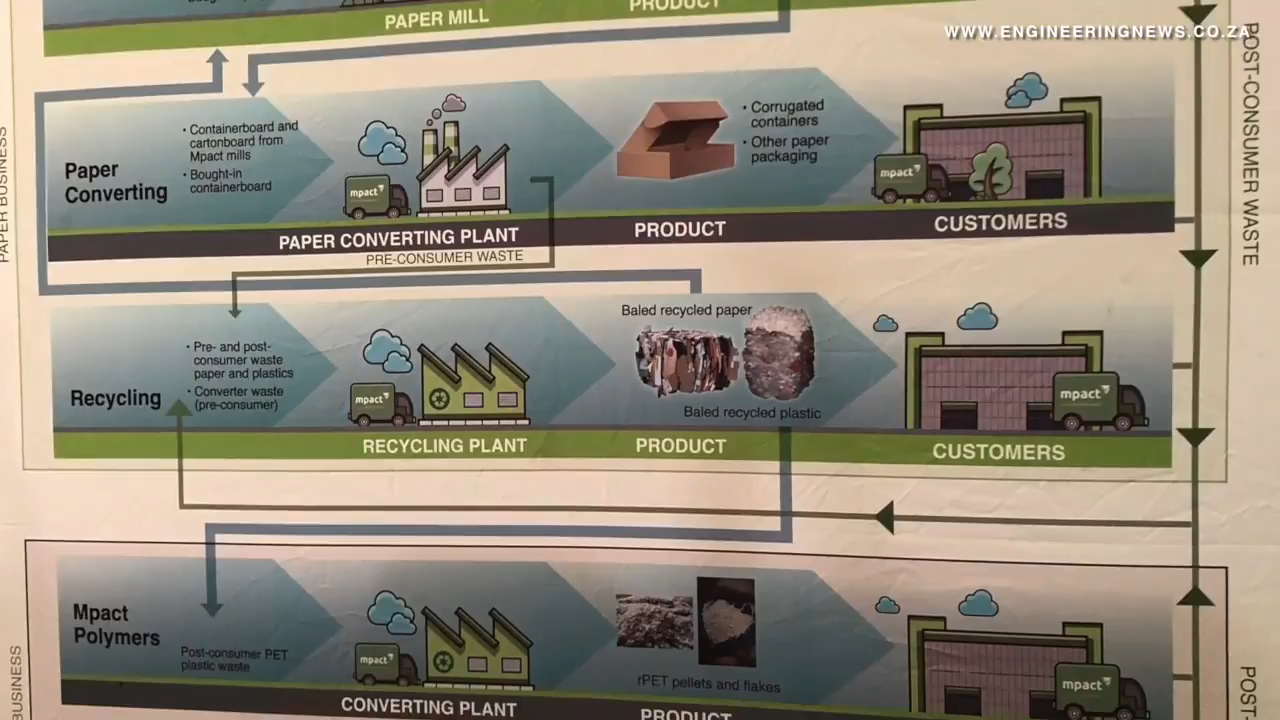 PAPER MILL
PRODUCT
WWW.ENGINEERINGNEWS.CO.ZA
PAPER BUSINESS
POST-CONSUMER WASTE
Paper
Converting
• Containerboard and
cartonboard from
Mpact mills
• Bought-in
containerboard
mpact
• Corrugated
containers
• Other paper
packaging
mpact
PAPER CONVERTING PLANT
PRODUCT
CUSTOMERS
PRE-CONSUMER WASTE
Recycling
• Pre- and post-
consumer waste
paper and plastics
• Converter waste
(pre-consumer)
mpact
Baled recycled paper
Baled recycled plastic
mpact
RECYCLING PLANT
PRODUCT
CUSTOMERS
Mpact
Polymers
Post-consumer PET
plastic waste
mpact
rPET pellets and flakes
mpact
CONVERTING PLANT
PRODUCT
BUSINESS
POST-